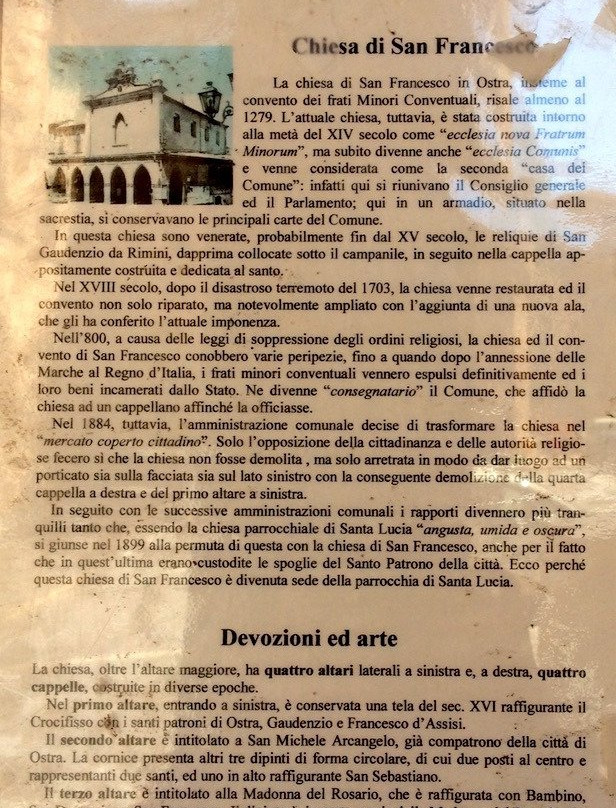 Chiesa di San Francesco
La chiesa di San Francesco in Ostra, insieme al
convento dei frati Minori Conventuali, risale almeno al
1279. L'attuale chiesa, tuttavia, è stata costruita intorno
alla metà del XIV secolo come "ecclesia nova Fratrum
Minorum", ma subito divenne anche "ecclesia Comunis"
e venne considerata come la seconda "casa del
Comune": infatti qui si riunivano il Consiglio generale
ed il Parlamento; qui in un armadio, situato nella
sacrestia, si conservavano le principali carte del Comune.
In questa chiesa sono venerate, probabilmente fin dal XV secolo, le reliquie di San
Gaudenzio da Rimini, dapprima collocate sotto il campanile, in seguito nella cappella ap-
positamente costruita e dedicata al santo.
Nel XVIII secolo, dopo il disastroso terremoto del 1703, la chiesa venne restaurata ed il
convento non solo riparato, ma notevolmente ampliato con l'aggiunta di una nuova ala,
che gli ha conferito l'attuale imponenza.
Nell'800, a causa delle leggi di soppressione degli ordini religiosi, la chiesa ed il con-
vento di San Francesco conobbero varie peripezie, fino a quando dopo l'annessione delle
Marche al Regno d'Italia, i frati minori conventuali vennero espulsi definitivamente ed i
loro beni incamerati dallo Stato. Ne divenne "consegnatario" il Comune, che affidò la
chiesa ad un cappellano affinché la officiasse.
Nel 1884, tuttavia, l'amministrazione comunale decise di trasformare la chiesa nel
"mercato coperto cittadino". Solo l'opposizione della cittadinanza e delle autorità religio-
se fecero sì che la chiesa non fosse demolita , ma solo arretrata in modo da dar luogo ad un
porticato sia sulla facciata sia sul lato sinistro con la conseguente demolizione della quarta
cappella a destra e del primo altare a sinistra.
In seguito con le successive amministrazioni comunali i rapporti divennero più tran-
quilli tanto che, essendo la chiesa parrocchiale di Santa Lucia "angusta, umida e oscura",
si giunse nel 1899 alla permuta di questa con la chiesa di San Francesco, anche per il fatto
che in quest'ultima erano custodite le spoglie del Santo Patrono della città. Ecco perché
questa chiesa di San Francesco è divenuta sede della parrocchia di Santa Lucia.
Devozioni ed arte
La chiesa, oltre l'altare maggiore, ha quattro altari laterali a sinistra e, a destra, quattro
cappelle, costruite in diverse epoche.
Nel primo altare, entrando a sinistra, è conservata una tela del sec. XVI raffigurante il
Crocifisso con i santi patroni di Ostra, Gaudenzio e Francesco d'Assisi.
Il secondo altare è intitolato a San Michele Arcangelo, già compatrono della città di
Ostra. La cornice presenta altri tre dipinti di forma circolare, di cui due posti al centro e
rappresentanti due santi, ed uno in alto raffigurante San Sebastiano.
Il terzo altare è intitolato alla Madonna del Rosario, che è raffigurata con Bambino,